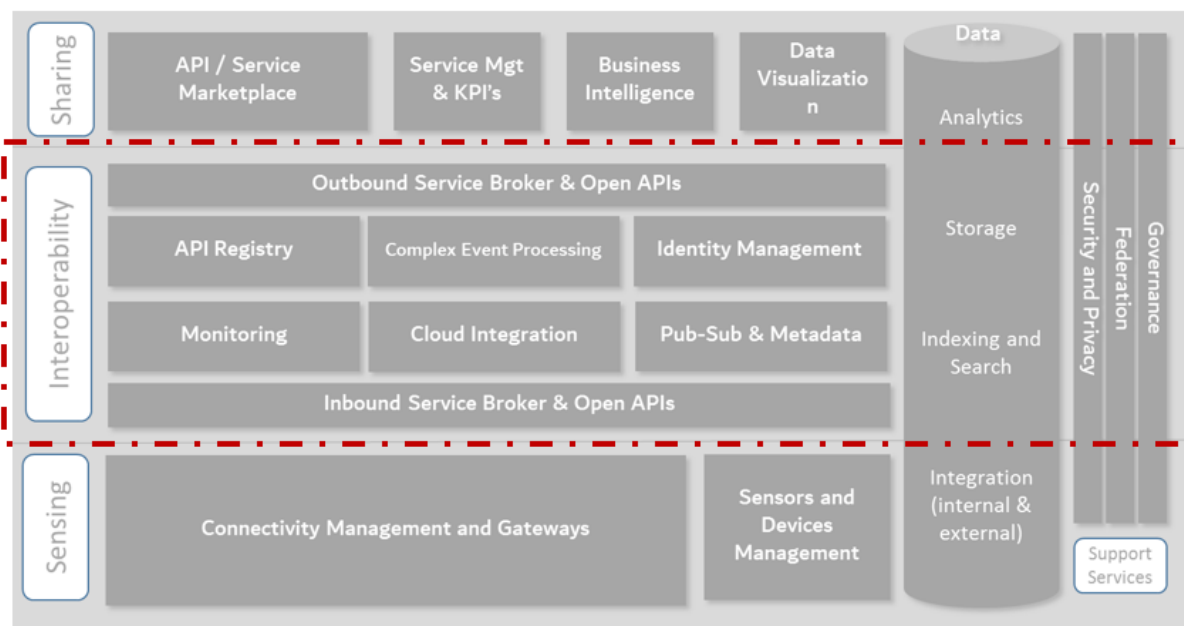 Sharing
API / Service
Marketplace
Service Mgt
& KPI's
Business
Intelligence
Data
Visualizatio
n
Data
Analytics
Interoperability
Outbound Service Broker & Open APIs
API Registry
Complex Event Processing
Identity Management
Monitoring
Cloud Integration
Pub-Sub & Metadata
Inbound Service Broker & Open APIs
Storage
Indexing and
Search
Security and Privacy
Federation
Governance
Sensing
Connectivity Management and Gateways
Sensors and
Devices
Management
Integration
(internal &
external)
Support
Services